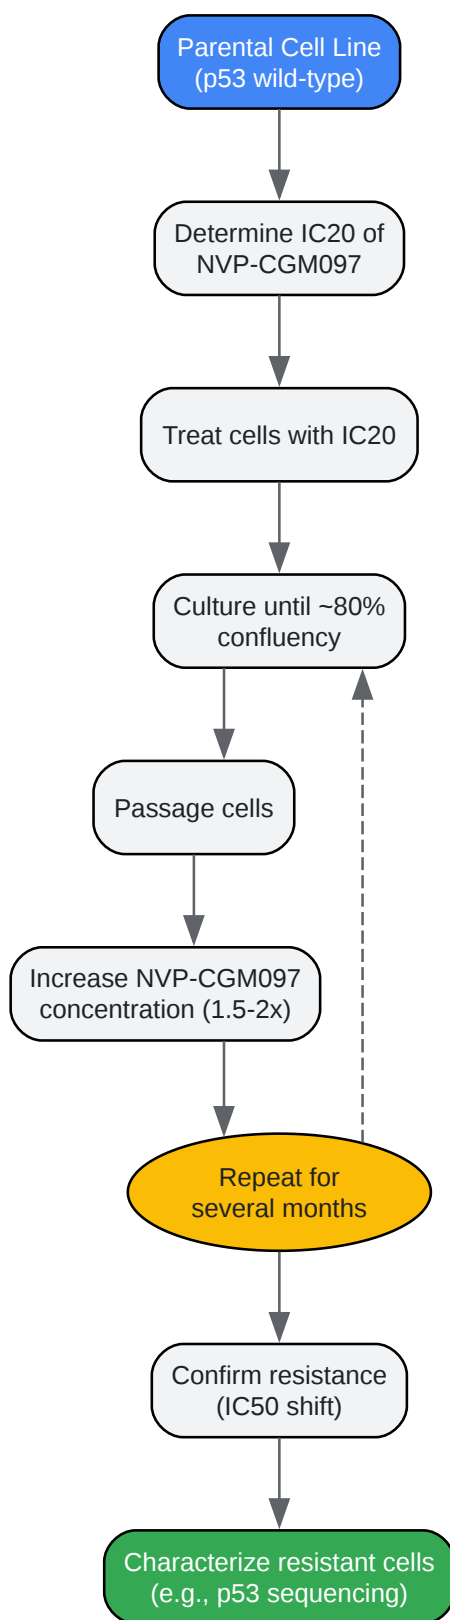 Parental Cell Line
(p53 wild-type)
Determine IC20 of
NVP-CGM097
Treat cells with IC20
Culture until ~80%
confluency
Passage cells
Increase NVP-CGM097
concentration (1.5-2x)
Repeat for
several months
Confirm resistance
(IC50 shift)
Characterize resistant cells
(e.g., p53 sequencing)